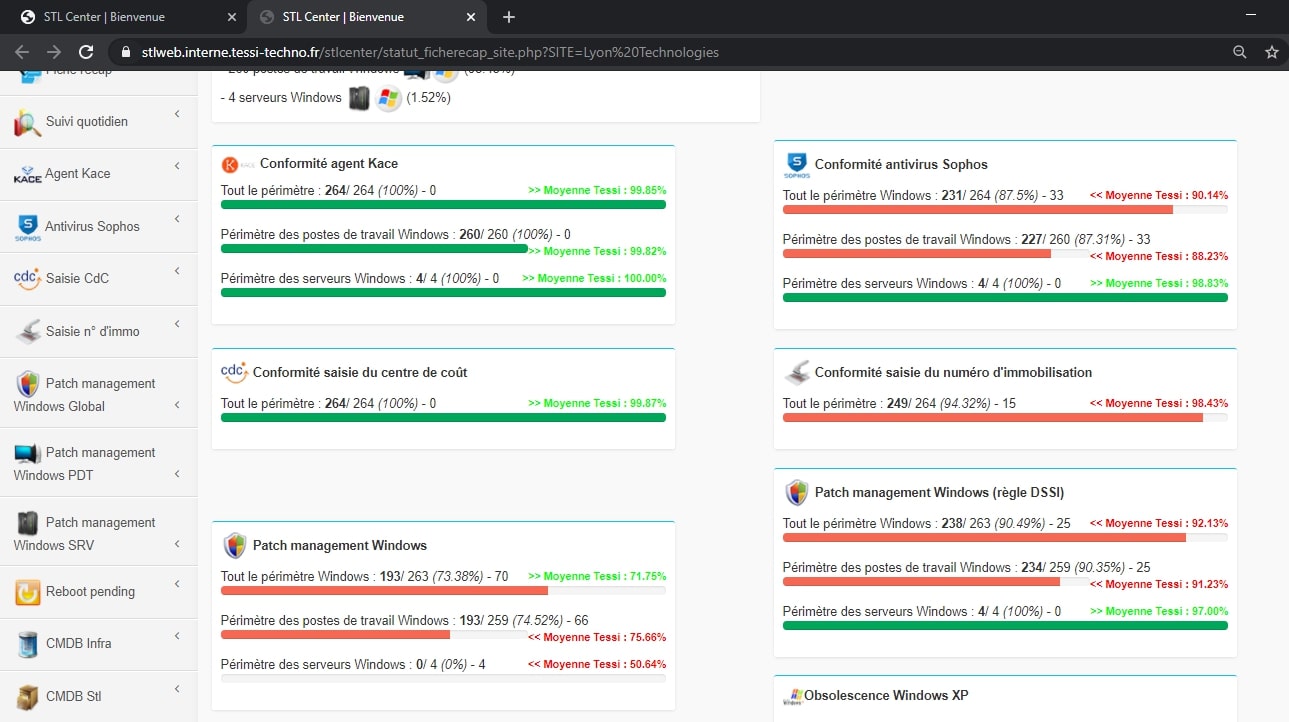 STL Center | Bienvenue
STL Center | Bienvenue
stlweb.interne.tessi-techno.fr/stlcenter/statut_ficherecap_site.php?SITE=Lyon%20Technologies
Fiche recap
Suivi quotidien
KACE Agent Kace
SOPHOS Antivirus Sophos
cdc Saisie CdC
Saisie n° d'immo
Patch management
Windows Global
Patch management
Windows PDT
Patch management
Windows SRV
Reboot pending
CMDB Infra
CMDB Stl
- 260 postes de travail Windows
- 4 serveurs Windows (1.52%)
K KACE Conformité agent Kace
Tout le périmètre : 264/ 264 (100%) - 0 >> Moyenne Tessi : 99.85%
Périmètre des postes de travail Windows : 260/ 260 (100%) - 0
>> Moyenne Tessi : 99.82%
Périmètre des serveurs Windows : 4/ 4 (100%) - 0 >> Moyenne Tessi : 100.00%
SOPHOS Conformité antivirus Sophos
Tout le périmètre Windows : 231/ 264 (87.5%) - 33 << Moyenne Tessi : 90.14%
Périmètre des postes de travail Windows : 227/ 260 (87.31%) - 33
<< Moyenne Tessi : 88.23%
Périmètre des serveurs Windows : 4/ 4 (100%) - 0 >> Moyenne Tessi : 98.83%
cdc Conformité saisie du centre de coût
Tout le périmètre : 264/ 264 (100%) - 0 >> Moyenne Tessi : 99.87%
Conformité saisie du numéro d'immobilisation
Tout le périmètre : 249/ 264 (94.32%) - 15 << Moyenne Tessi : 98.43%
Patch management Windows (règle DSSI)
Tout le périmètre Windows : 238/ 263 (90.49%) - 25 << Moyenne Tessi : 92.13%
Périmètre des postes de travail Windows : 234/ 259 (90.35%) - 25
<< Moyenne Tessi : 91.23%
Périmètre des serveurs Windows : 4/ 4 (100%) - 0 >> Moyenne Tessi : 97.00%
Patch management Windows
Tout le périmètre Windows : 193/ 263 (73.38%) - 70 >> Moyenne Tessi : 71.75%
Périmètre des postes de travail Windows : 193/ 259 (74.52%) - 66
<< Moyenne Tessi : 75.66%
Périmètre des serveurs Windows : 0/ 4 (0%) - 4 << Moyenne Tessi : 50.64%
Obsolescence Windows XP